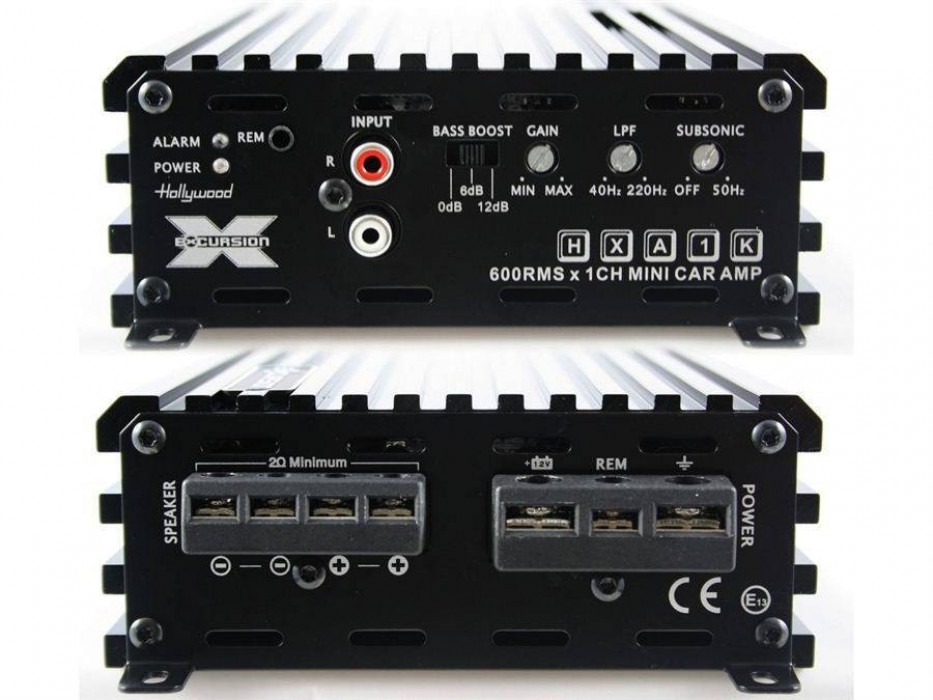 INPUT
BASS BOOST GAIN LPF SUBSONIC
ALARM REM
POWER
R
Hollywood
MIN MAX 40Hz 220Hz OFF 50Hz
6dB
0dB 12dB
L
X
EXCURSION
H X A 1 K
600RMS x 1CH MINI CAR AMP
2Ω Minimum
+ 12V REM
SPEAKER
POWER
- - + +
CE E13